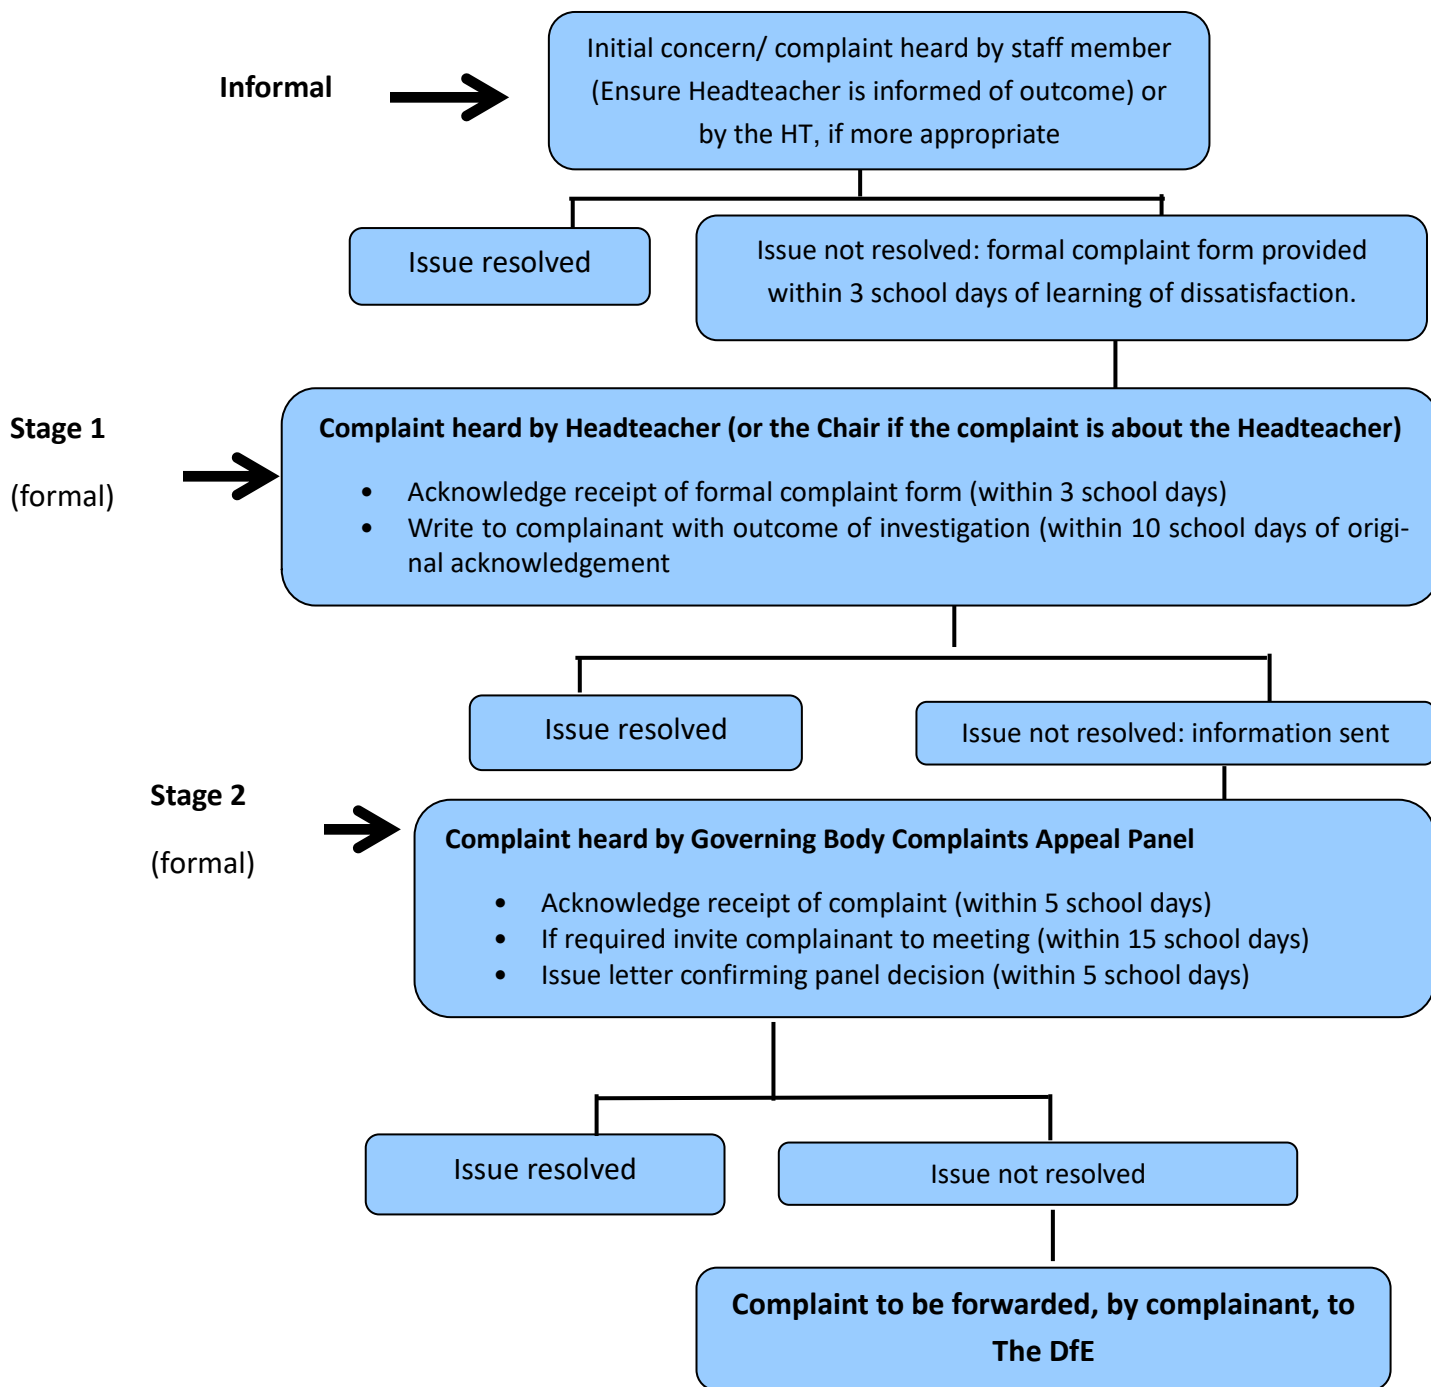 Initial concern/ complaint heard by staff member
Informal
(Ensure Headteacher is informed of outcome) or
by the HT, if more appropriate
Issue resolved
Issue not resolved: formal complaint form provided
within 3 school days of learning of dissatisfaction.
Stage 1
(formal)
Complaint heard by Headteacher (or the Chair if the complaint is about the Headteacher)
• Acknowledge receipt of formal complaint form (within 3 school days)
• Write to complainant with outcome of investigation (within 10 school days of origi-
nal acknowledgement
Issue resolved
Issue not resolved: information sent
Stage 2
(formal)
Complaint heard by Governing Body Complaints Appeal Panel
• Acknowledge receipt of complaint (within 5 school days)
• If required invite complainant to meeting (within 15 school days)
• Issue letter confirming panel decision (within 5 school days)
Issue resolved
Issue not resolved
Complaint to be forwarded, by complainant, to
The DfE